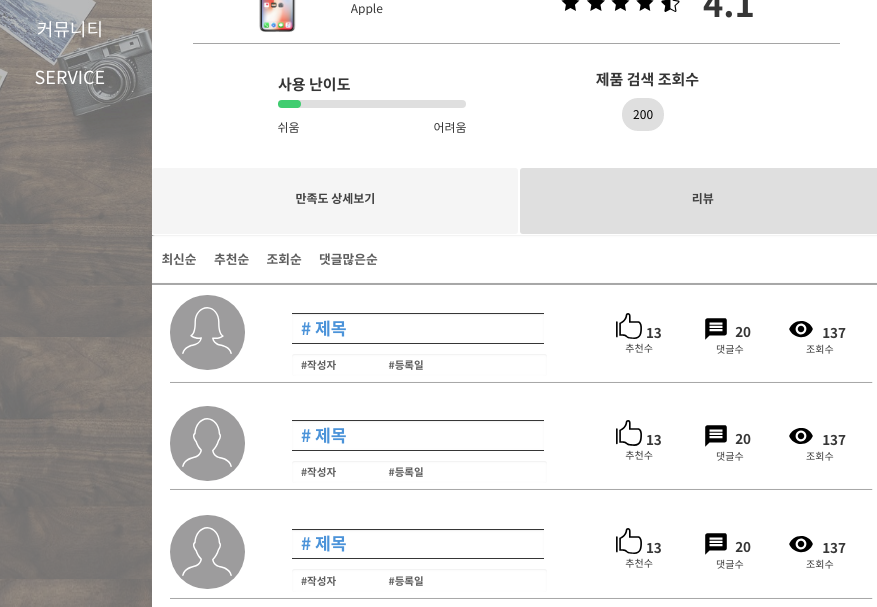 커뮤니티
SERVICE
Apple
4.1
사용 난이도
쉬움 어려움
제품 검색 조회수
200
만족도 상세보기
리뷰
최신순 추천순 조회순 댓글많은순
# 제목
#작성자 #등록일
13
추천수
20
댓글수
137
조회수
# 제목
#작성자 #등록일
13
추천수
20
댓글수
137
조회수
# 제목
#작성자 #등록일
13
추천수
20
댓글수
137
조회수